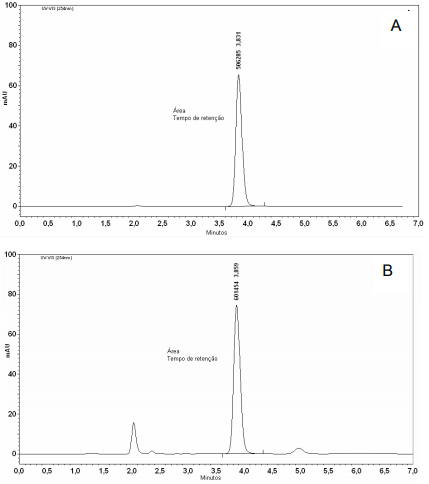 100
UV-VIS (254nm)
A
80
60
40
20
0
mAU
506285 3,831
Área
Tempo de retenção
0,0 0,5 1,0 1,5 2,0 2,5 3,0 3,5 4,0 4,5 5,0 5,5 6,0 6,5 7,0
Minutos
100
UV-VIS (254nm)
B
80
60
40
20
0
mAU
601454 3,859
Área
Tempo de retenção
0,0 0,5 1,0 1,5 2,0 2,5 3,0 3,5 4,0 4,5 5,0 5,5 6,0 6,5 7,0
Minutos